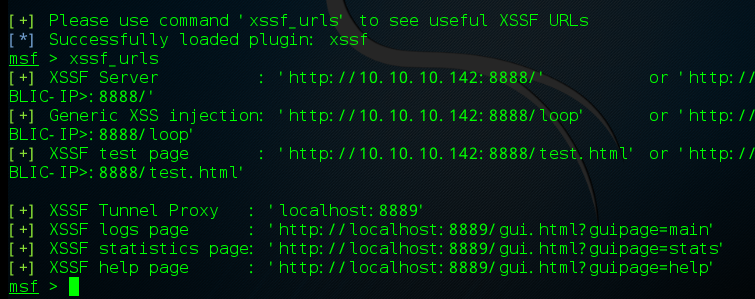 [+] Please use command 'xssf_urls' to see useful XSSF URLs
[*] Successfully loaded plugin: xssf
msf > xssf_urls
[+] XSSF Server : 'http://10.10.10.142:8888/' or 'http:/
BLIC-IP>:8888/'
[+] Generic XSS injection: 'http://10.10.10.142:8888/loop' or 'http:/
BLIC-IP>:8888/loop'
[+] XSSF test page : 'http://10.10.10.142:8888/test.html' or 'http:/
BLIC-IP>:8888/test.html'
[+] XSSF Tunnel Proxy : 'localhost:8889'
[+] XSSF logs page : 'http://localhost:8889/gui.html?guipage=main'
[+] XSSF statistics page: 'http://localhost:8889/gui.html?guipage=stats'
[+] XSSF help page : 'http://localhost:8889/gui.html?guipage=help'
msf >